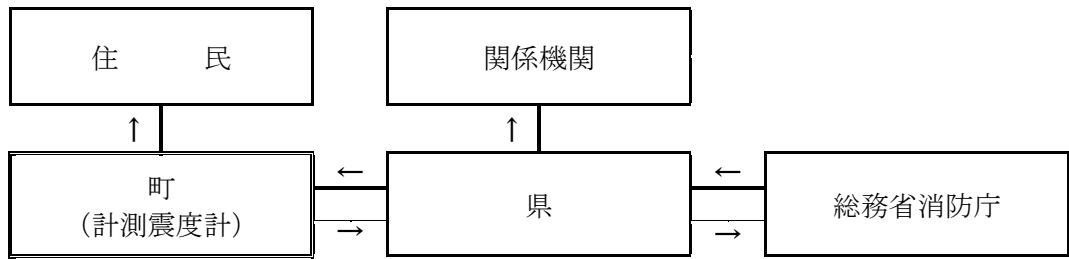 住　　民
関係機関
↑
↑
町
（計測震度計）
←
→
県
←
→
総務省消防庁